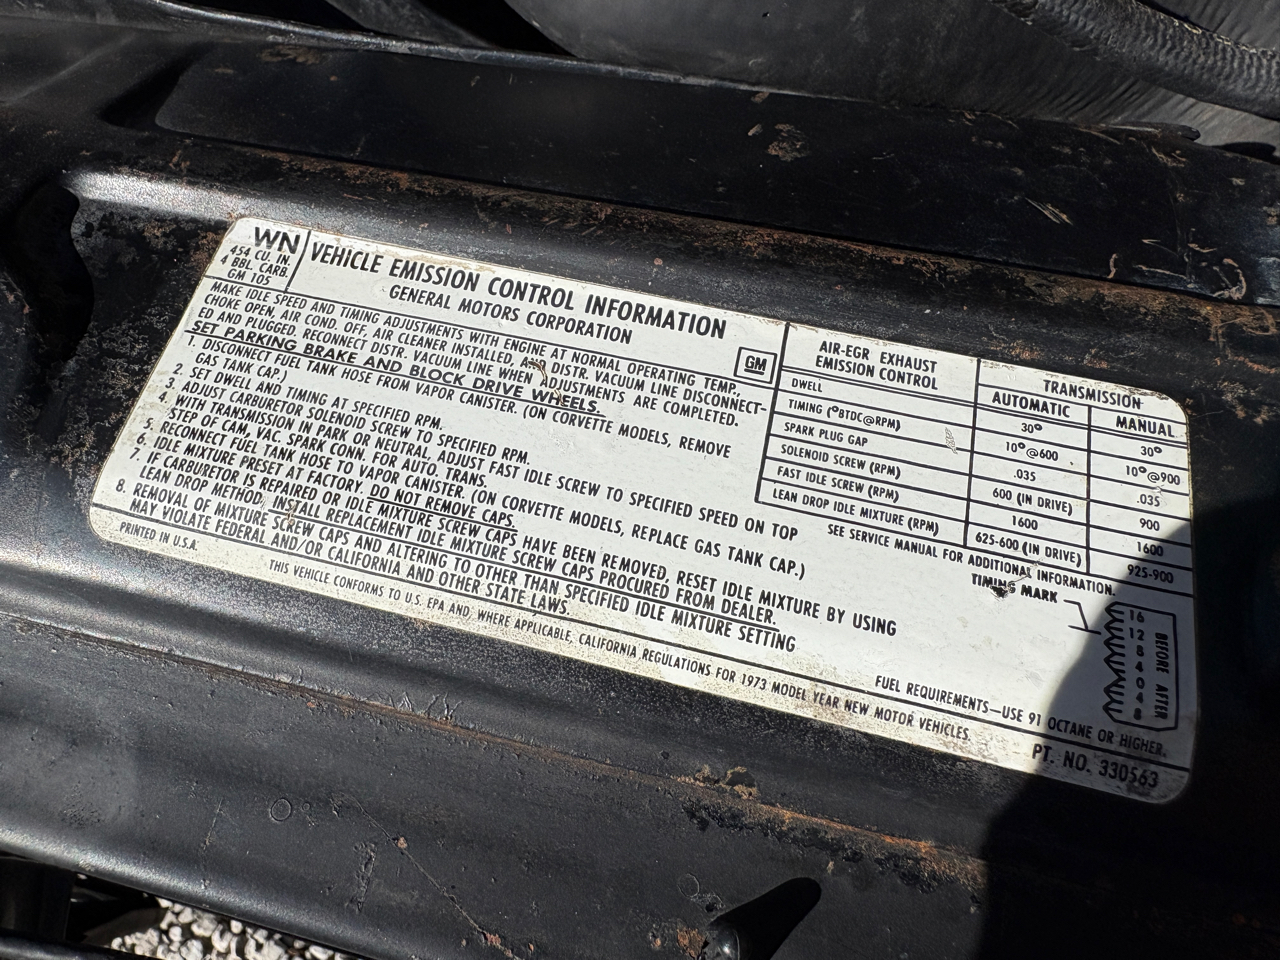 WN
454 CU. IN.
4 BBL. CARB.
GM 105
VEHICLE EMISSION CONTROL INFORMATION
GENERAL MOTORS CORPORATION
GM
MAKE IDLE SPEED AND TIMING ADJUSTMENTS WITH ENGINE AT NORMAL OPERATING TEMP.,
CHOKE OPEN, AIR COND. OFF, AIR CLEANER INSTALLED, AND DISTR. VACUUM LINE DISCONNECT-
ED AND PLUGGED. RECONNECT DISTR. VACUUM LINE WHEN ADJUSTMENTS ARE COMPLETED.
SET PARKING BRAKE AND BLOCK DRIVE WHEELS.
1. DISCONNECT FUEL TANK HOSE FROM VAPOR CANISTER. (ON CORVETTE MODELS, REMOVE
GAS TANK CAP.)
2. SET DWELL AND TIMING AT SPECIFIED RPM.
3. ADJUST CARBURETOR SOLENOID SCREW TO SPECIFIED RPM.
4. WITH TRANSMISSION IN PARK OR NEUTRAL, ADJUST FAST IDLE SCREW TO SPECIFIED SPEED ON TOP
STEP OF CAM, VAC. SPARK CONN. FOR AUTO. TRANS.
5. RECONNECT FUEL TANK HOSE TO VAPOR CANISTER. (ON CORVETTE MODELS, REPLACE GAS TANK CAP.)
6. IDLE MIXTURE PRESET AT FACTORY. DO NOT REMOVE CAPS.
7. IF CARBURETOR IS REPAIRED OR IDLE MIXTURE SCREW CAPS HAVE BEEN REMOVED, RESET IDLE MIXTURE BY USING
LEAN DROP METHOD. INSTALL REPLACEMENT IDLE MIXTURE SCREW CAPS PROCURED FROM DEALER.
8. REMOVAL OF MIXTURE SCREW CAPS AND ALTERING TO OTHER THAN SPECIFIED IDLE MIXTURE SETTING
MAY VIOLATE FEDERAL AND/OR CALIFORNIA AND OTHER STATE LAWS.
AIR-EGR EXHAUST
EMISSION CONTROL
TRANSMISSION
AUTOMATIC MANUAL
DWELL 30° 30°
TIMING (°BTDC@RPM) 10°@600 10°@900
SPARK PLUG GAP .035 .035
SOLENOID SCREW (RPM) 600 (IN DRIVE) 900
FAST IDLE SCREW (RPM) 1600 1600
LEAN DROP IDLE MIXTURE (RPM) 625-600 (IN DRIVE) 925-900
SEE SERVICE MANUAL FOR ADDITIONAL INFORMATION.
TIMING MARK
16
12
8
4
0
4
8
BEFORE AFTER
FUEL REQUIREMENTS—USE 91 OCTANE OR HIGHER.
PRINTED IN U.S.A.
THIS VEHICLE CONFORMS TO U.S. EPA AND, WHERE APPLICABLE, CALIFORNIA REGULATIONS FOR 1973 MODEL YEAR NEW MOTOR VEHICLES.
PT. NO. 330563